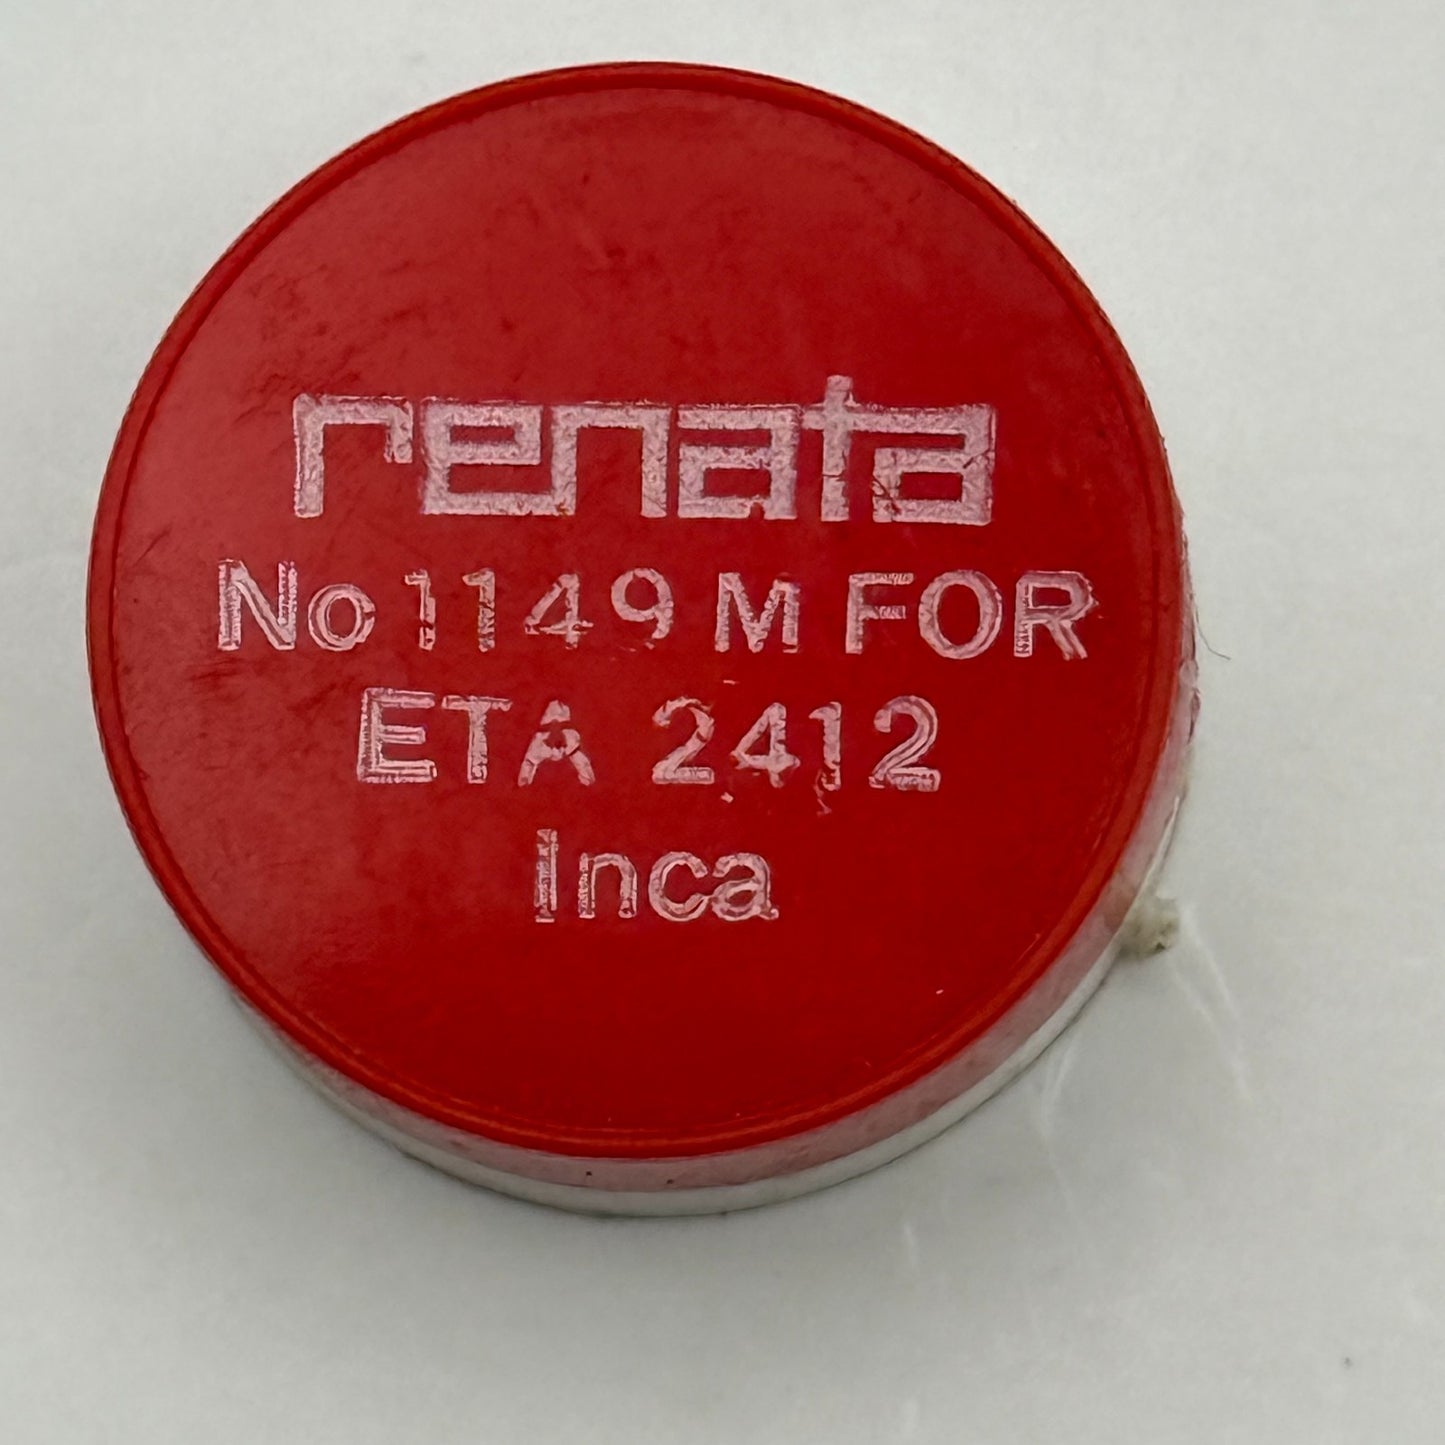 renata
No 1149 M FOR
ETA 2412
Inca